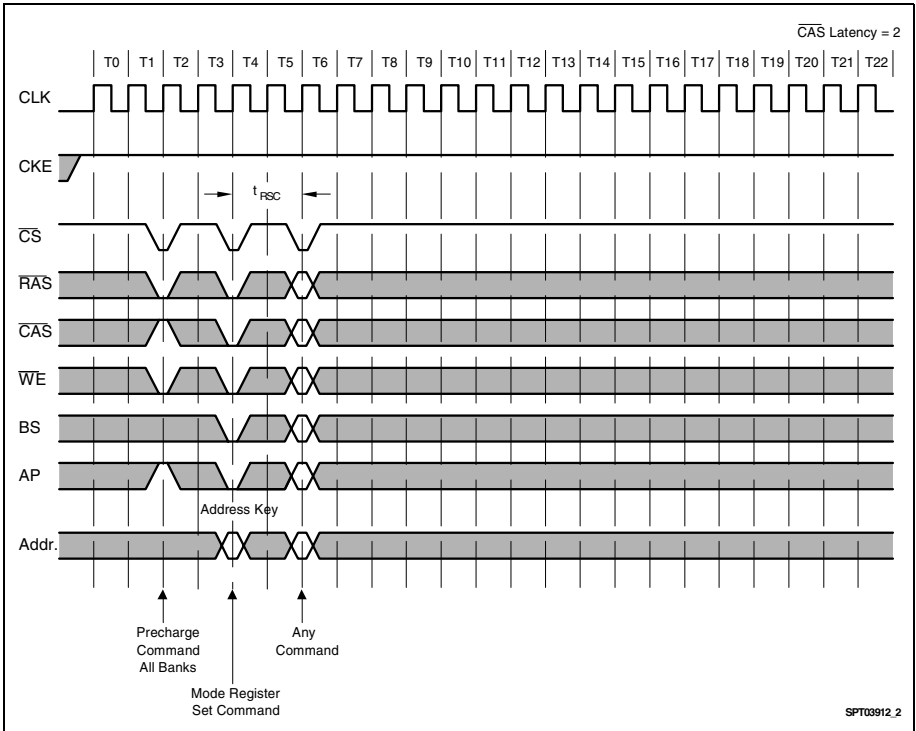 CAS Latency = 2
T0 T1 T2 T3 T4 T5 T6 T7 T8 T9 T10 T11 T12 T13 T14 T15 T16 T17 T18 T19 T20 T21 T22
CLK
CKE
t RSC
CS
RAS
CAS
WE
BS
AP
Address Key
Addr.
Precharge
Command
All Banks
Any
Command
Mode Register
Set Command
SPT03912_2